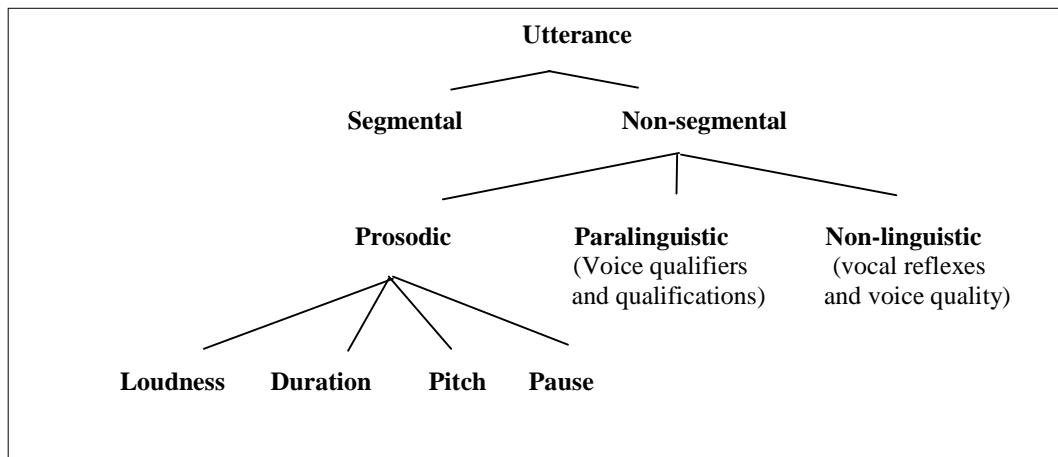 Utterance
Segmental Non-segmental
Prosodic Paralinguistic Non-linguistic
(Voice qualifiers (vocal reflexes
and qualifications) and voice quality)
Loudness Duration Pitch Pause